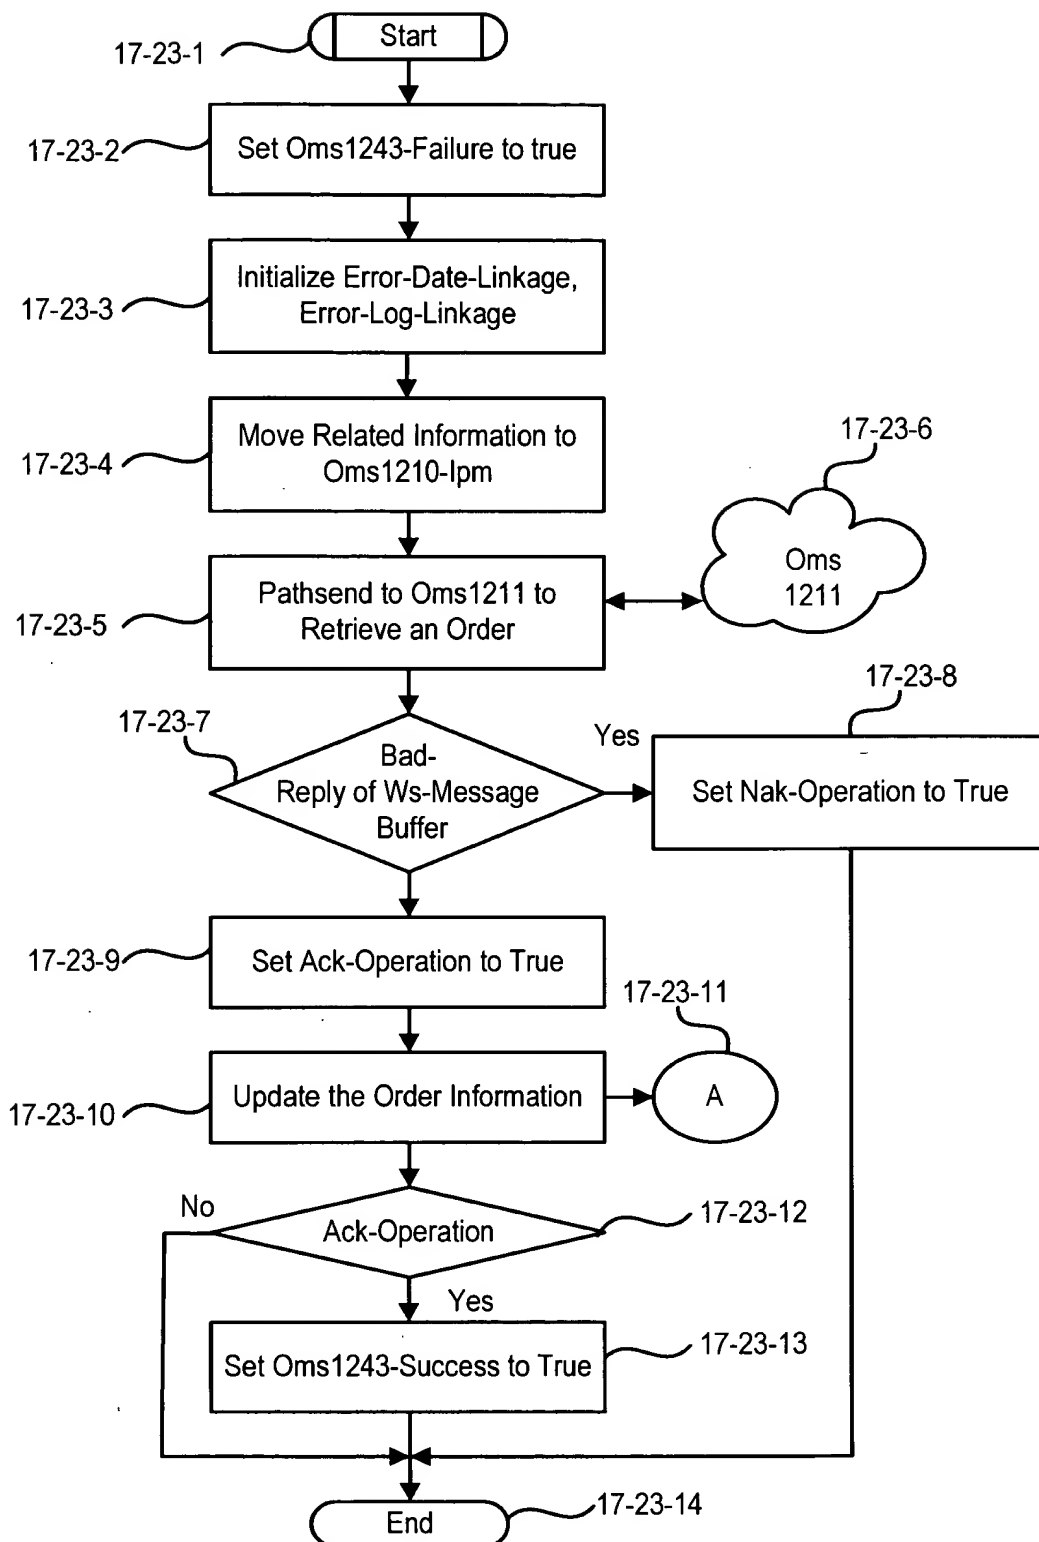 Start
17-23-1
17-23-2
Set Oms1243-Failure to true
17-23-3
Initialize Error-Date-Linkage,
Error-Log-Linkage
17-23-4
Move Related Information to
Oms1210-Ipm
17-23-6
Oms
1211
17-23-5
Pathsend to Oms1211 to
Retrieve an Order
17-23-7
Bad-
Reply of Ws-Message
Buffer
Yes
17-23-8
Set Nak-Operation to True
17-23-9
Set Ack-Operation to True
17-23-11
A
17-23-10
Update the Order Information
No
Ack-Operation
17-23-12
Yes
Set Oms1243-Success to True
17-23-13
End
17-23-14